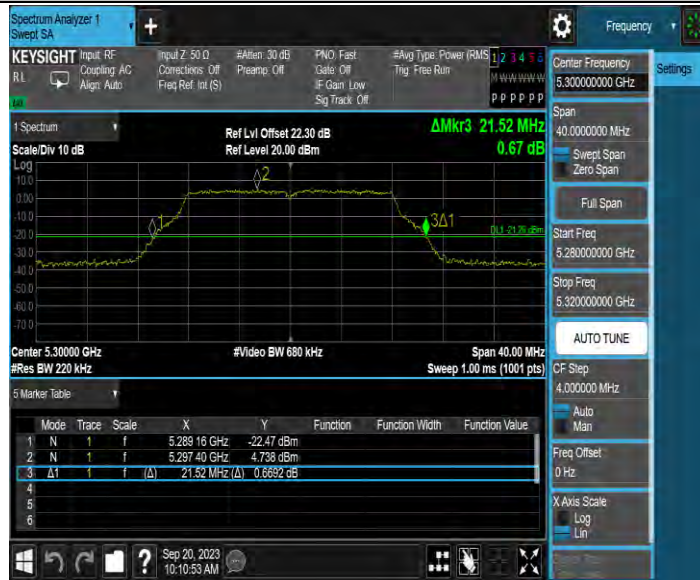 Spectrum Analyzer 1
Swept SA
Frequency
KEYSIGHT
RL
Input: RF
Coupling: AC
Align: Auto
Input Z: 50 Ω
Corrections: Off
Freq Ref: Int (S)
#Atten: 30 dB
Preamp: Off
PNO: Fast
Gate: Off
IF Gain: Low
Sig Track: Off
#Avg Type: Power (RMS
Trig: Free Run
1 2 3 4 5 6
M W W W W W
P P P P P P
Center Frequency
5.300000000 GHz
Settings
Span
40.0000000 MHz
Swept Span
Zero Span
Full Span
Start Freq
5.280000000 GHz
Stop Freq
5.320000000 GHz
AUTO TUNE
CF Step
4.000000 MHz
Auto
Man
Freq Offset
0 Hz
X Axis Scale
Log
Lin
1 Spectrum
Scale/Div 10 dB
Ref Lvl Offset 22.30 dB
Ref Level 20.00 dBm
ΔMkr3 21.52 MHz
0.67 dB
Log
10.0
0.00
-10.0
-20.0
-30.0
-40.0
-50.0
-60.0
-70.0
1
2
3Δ1
DL1 -21.26 dBm
Center 5.30000 GHz
#Video BW 680 kHz
Span 40.00 MHz
#Res BW 220 kHz
Sweep 1.00 ms (1001 pts)
5 Marker Table
Mode Trace Scale X Y Function Function Width Function Value
1 N 1 f 5.289 16 GHz -22.47 dBm
2 N 1 f 5.297 40 GHz 4.738 dBm
3 Δ1 1 f (Δ) 21.52 MHz (Δ) 0.6692 dB
4
5
6
Sep 20, 2023
10:10:53 AM